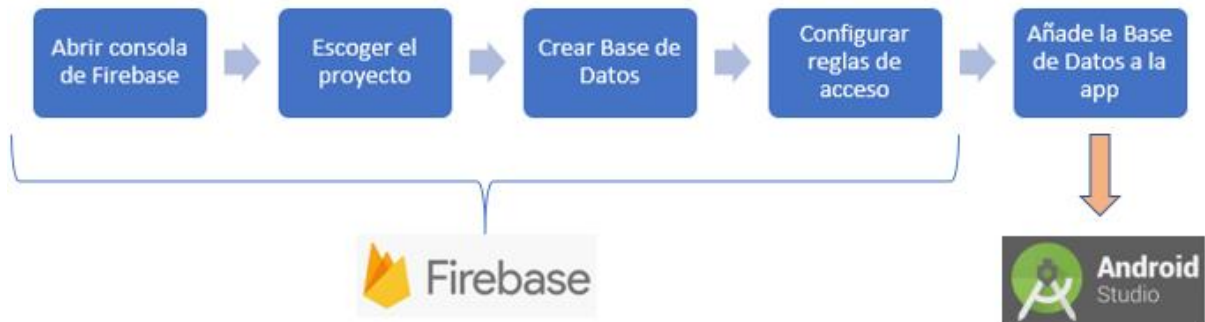 Abrir consola
de Firebase
Escoger el
proyecto
Crear Base de
Datos
Configurar
reglas de
acceso
Añade la Base
de Datos a la
app
Firebase
Android
Studio